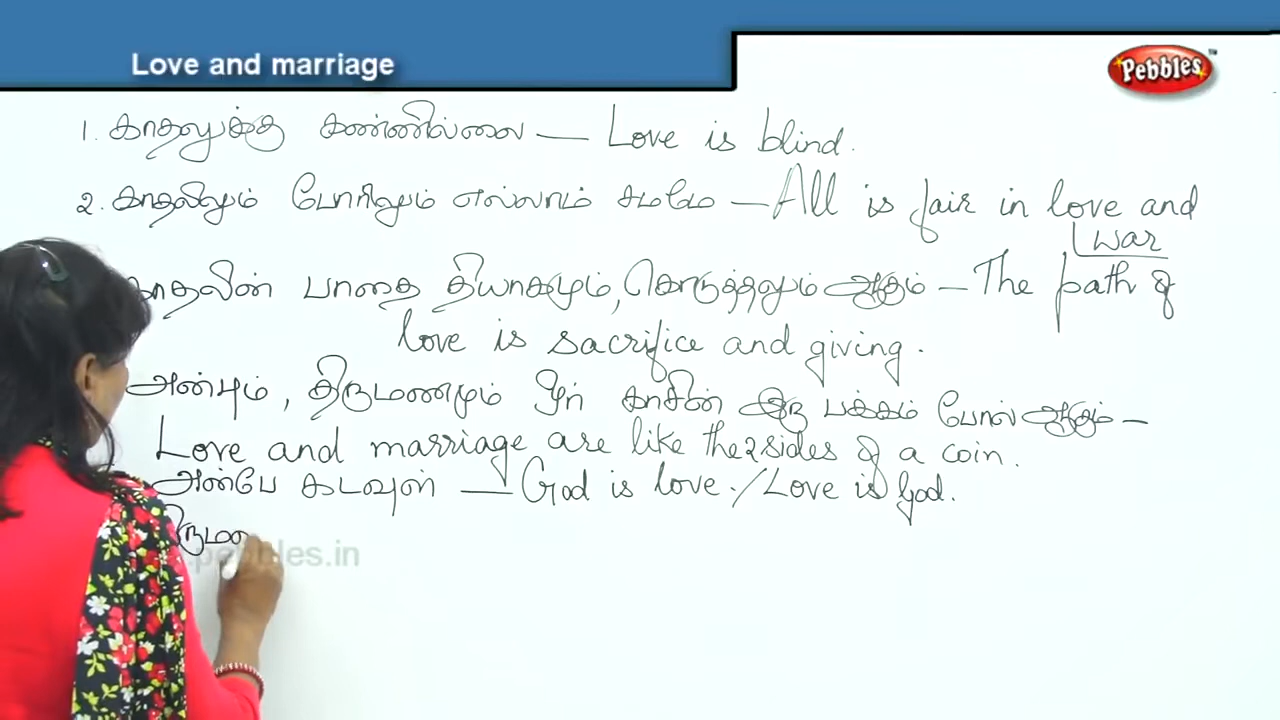 Love and marriage
Pebbles™
1. காதலுக்கு கண்ணில்லை — Love is blind.
2. காதலிலும் போரிலும் எல்லாம் சமமே — All is fair in love and
war
காதலின் பாதை தியாகமும், கொடுத்தலும் ஆகும் — The path of
love is sacrifice and giving.
அன்பும், திருமணமும் ஓர் காசின் இரு பக்கம் போல் ஆகும் —
Love and marriage are like the 2 sides of a coin.
அன்பே கடவுள் — God is love. / Love is God.
ருமண
pebbles.in